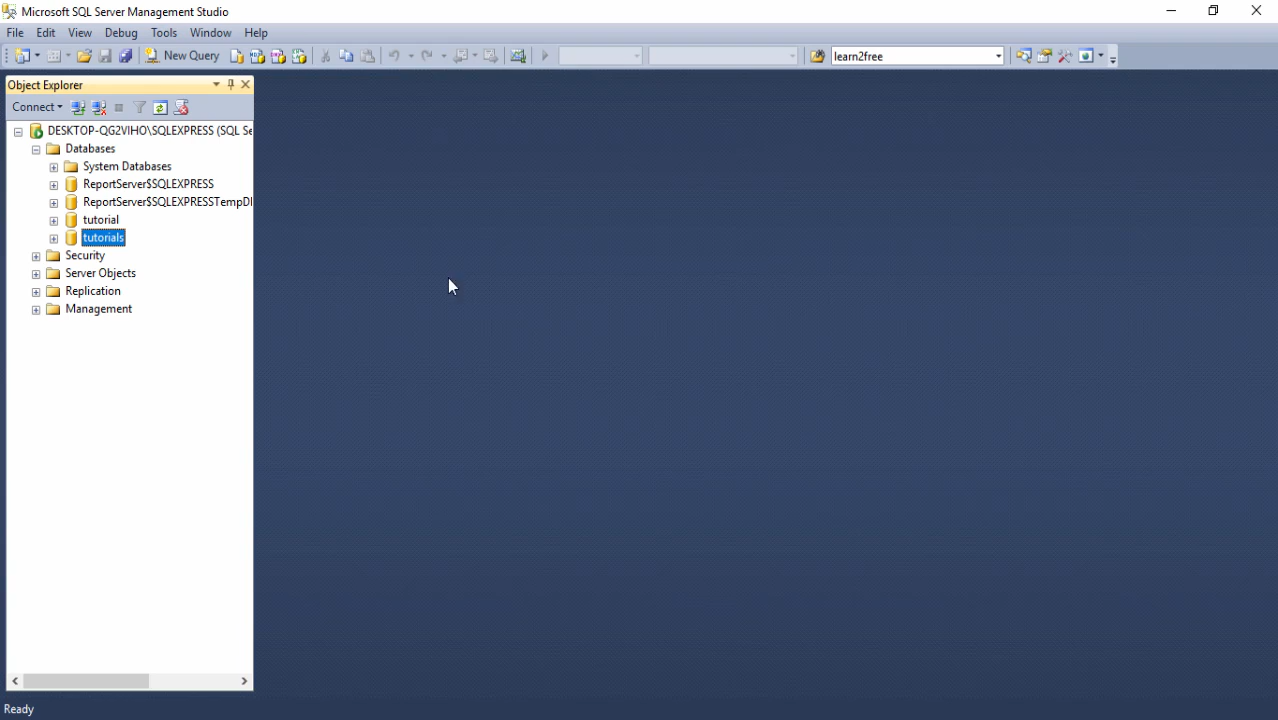 Microsoft SQL Server Management Studio
File Edit View Debug Tools Window Help
New Query learn2free
Object Explorer
Connect
DESKTOP-QG2VIHO\SQLEXPRESS (SQL Se
Databases
System Databases
ReportServer$SQLEXPRESS
ReportServer$SQLEXPRESSTempDI
tutorial
tutorials
Security
Server Objects
Replication
Management
Ready